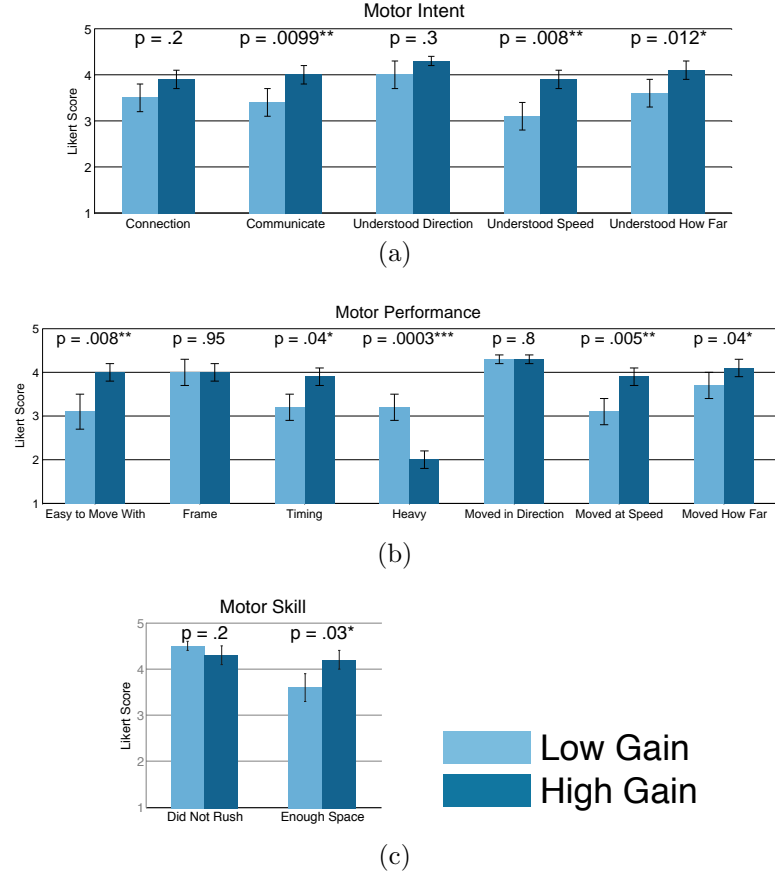 Motor Intent
p = .2 p = .0099** p = .3 p = .008** p = .012*
5
4
3
2
1
Likert Score
Connection Communicate Understood Direction Understood Speed Understood How Far
(a)
Motor Performance
p = .008** p = .95 p = .04* p = .0003*** p = .8 p = .005** p = .04*
5
4
3
2
1
Likert Score
Easy to Move With Frame Timing Heavy Moved in Direction Moved at Speed Moved How Far
(b)
Motor Skill
p = .2 p = .03*
5
4
3
2
1
Likert Score
Did Not Rush Enough Space
Low Gain
High Gain
(c)